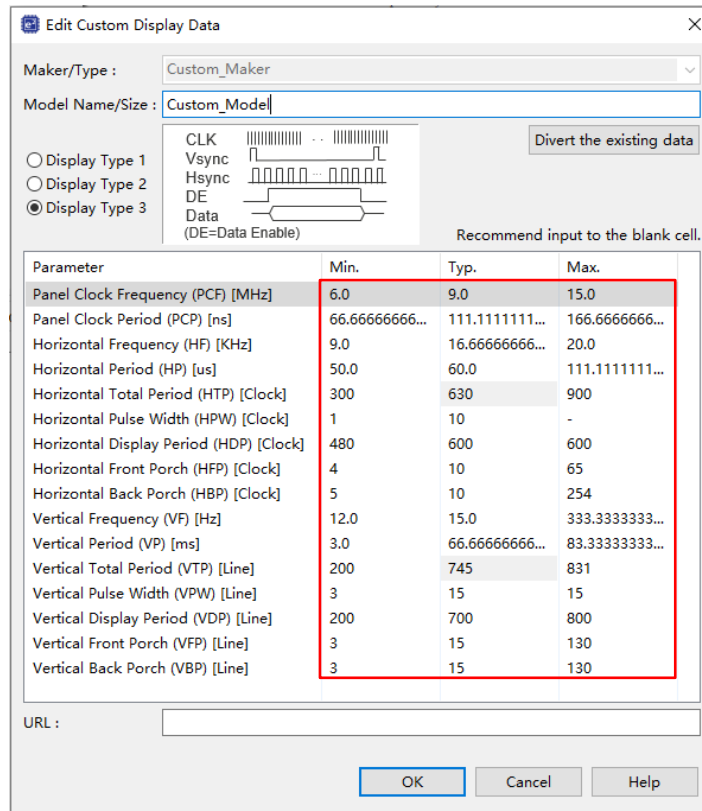 Edit Custom Display Data
Maker/Type : Custom_Maker
Model Name/Size : Custom_Model
Display Type 1
Display Type 2
Display Type 3
CLK
Vsync
Hsync
DE
Data
(DE=Data Enable)
Divert the existing data
Recommend input to the blank cell.
Parameter Min. Typ. Max.
Panel Clock Frequency (PCF) [MHz] 6.0 9.0 15.0
Panel Clock Period (PCP) [ns] 66.66666666... 111.1111111... 166.6666666...
Horizontal Frequency (HF) [KHz] 9.0 16.66666666... 20.0
Horizontal Period (HP) [us] 50.0 60.0 111.1111111...
Horizontal Total Period (HTP) [Clock] 300 630 900
Horizontal Pulse Width (HPW) [Clock] 1 10 -
Horizontal Display Period (HDP) [Clock] 480 600 600
Horizontal Front Porch (HFP) [Clock] 4 10 65
Horizontal Back Porch (HBP) [Clock] 5 10 254
Vertical Frequency (VF) [Hz] 12.0 15.0 333.3333333...
Vertical Period (VP) [ms] 3.0 66.66666666... 83.33333333...
Vertical Total Period (VTP) [Line] 200 745 831
Vertical Pulse Width (VPW) [Line] 3 15 15
Vertical Display Period (VDP) [Line] 200 700 800
Vertical Front Porch (VFP) [Line] 3 15 130
Vertical Back Porch (VBP) [Line] 3 15 130
URL :
OK Cancel Help